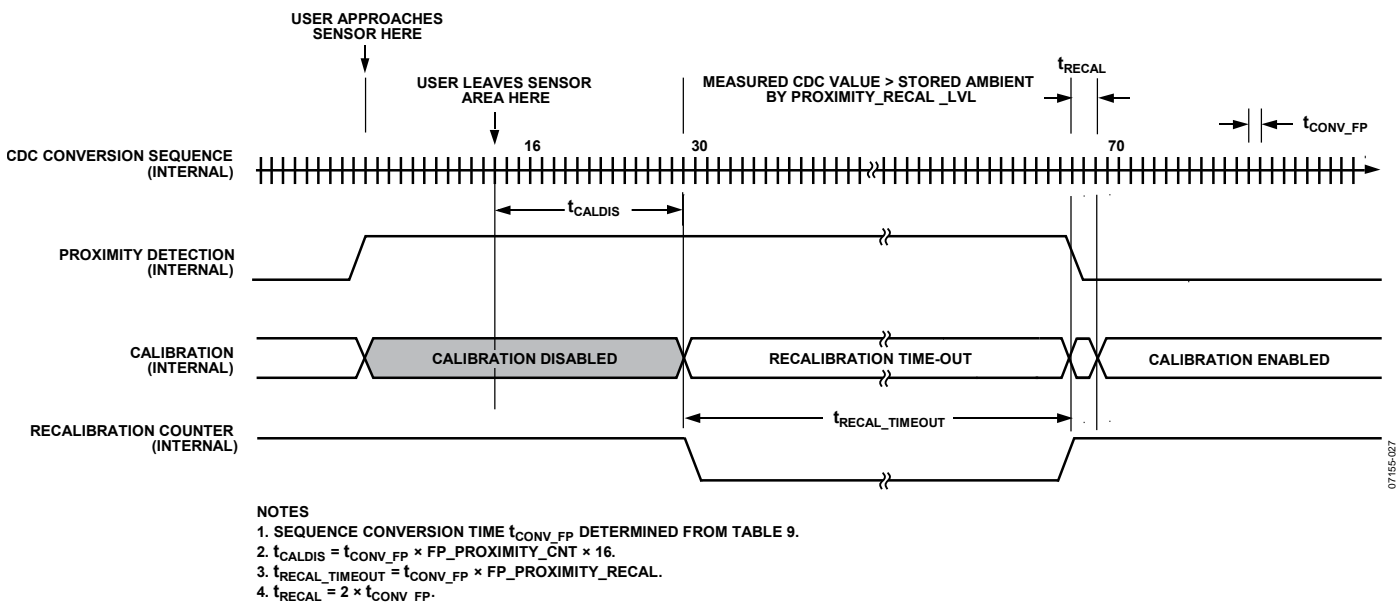 USER APPROACHES
SENSOR HERE
USER LEAVES SENSOR
AREA HERE
MEASURED CDC VALUE > STORED AMBIENT
BY PROXIMITY_RECAL _LVL
tRECAL
tCONV_FP
CDC CONVERSION SEQUENCE
(INTERNAL)
16
30
70
tCALDIS
PROXIMITY DETECTION
(INTERNAL)
CALIBRATION
(INTERNAL)
CALIBRATION DISABLED
RECALIBRATION TIME-OUT
CALIBRATION ENABLED
tRECAL_TIMEOUT
RECALIBRATION COUNTER
(INTERNAL)
07155-027
NOTES
1. SEQUENCE CONVERSION TIME tCONV_FP DETERMINED FROM TABLE 9.
2. tCALDIS = tCONV_FP × FP_PROXIMITY_CNT × 16.
3. tRECAL_TIMEOUT = tCONV_FP × FP_PROXIMITY_RECAL.
4. tRECAL = 2 × tCONV_FP.